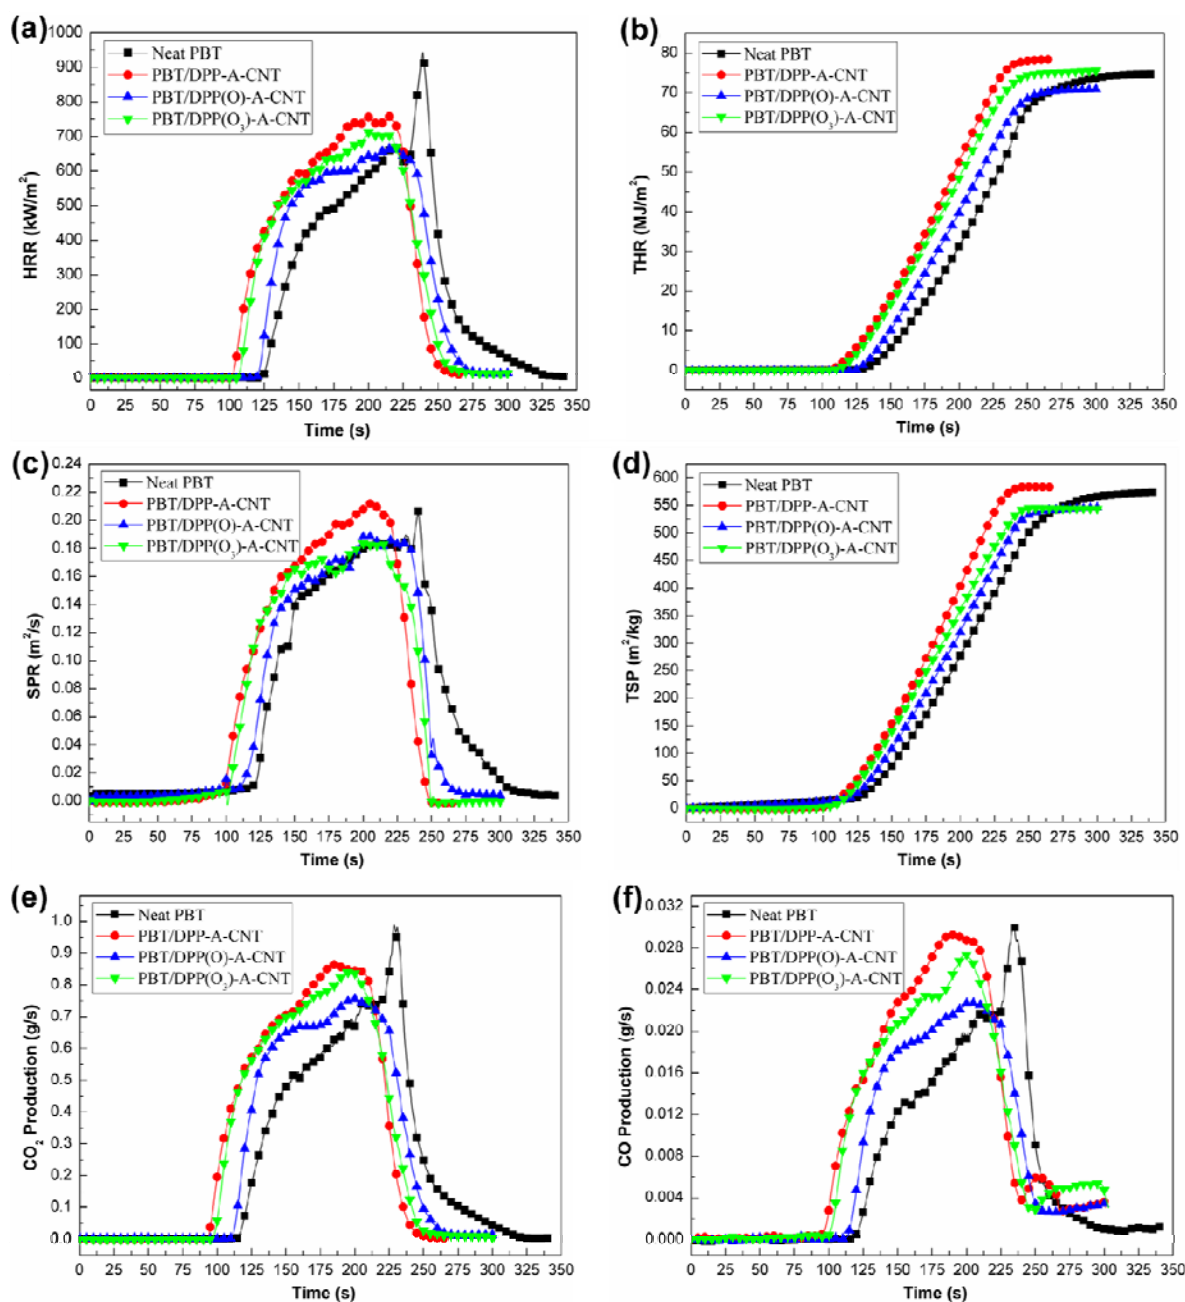 (a)
1000
900
800
700
600
500
400
300
200
100
0
HRR (kW/m²)
Neat PBT
PBT/DPP-A-CNT
PBT/DPP(O)-A-CNT
PBT/DPP(O₃)-A-CNT
0 25 50 75 100 125 150 175 200 225 250 275 300 325 350
Time (s)
(b)
80
70
60
50
40
30
20
10
0
THR (MJ/m²)
Neat PBT
PBT/DPP-A-CNT
PBT/DPP(O)-A-CNT
PBT/DPP(O₃)-A-CNT
0 25 50 75 100 125 150 175 200 225 250 275 300 325 350
Time (s)
(c)
0.24
0.22
0.20
0.18
0.16
0.14
0.12
0.10
0.08
0.06
0.04
0.02
0.00
SPR (m²/s)
Neat PBT
PBT/DPP-A-CNT
PBT/DPP(O)-A-CNT
PBT/DPP(O₃)-A-CNT
0 25 50 75 100 125 150 175 200 225 250 275 300 325 350
Time (s)
(d)
600
550
500
450
400
350
300
250
200
150
100
50
0
TSP (m²/kg)
Neat PBT
PBT/DPP-A-CNT
PBT/DPP(O)-A-CNT
PBT/DPP(O₃)-A-CNT
0 25 50 75 100 125 150 175 200 225 250 275 300 325 350
Time (s)
(e)
1.0
0.9
0.8
0.7
0.6
0.5
0.4
0.3
0.2
0.1
0.0
CO₂ Production (g/s)
Neat PBT
PBT/DPP-A-CNT
PBT/DPP(O)-A-CNT
PBT/DPP(O₃)-A-CNT
0 25 50 75 100 125 150 175 200 225 250 275 300 325 350
Time (s)
(f)
0.032
0.028
0.024
0.020
0.016
0.012
0.008
0.004
0.000
CO Production (g/s)
Neat PBT
PBT/DPP-A-CNT
PBT/DPP(O)-A-CNT
PBT/DPP(O₃)-A-CNT
0 25 50 75 100 125 150 175 200 225 250 275 300 325 350
Time (s)